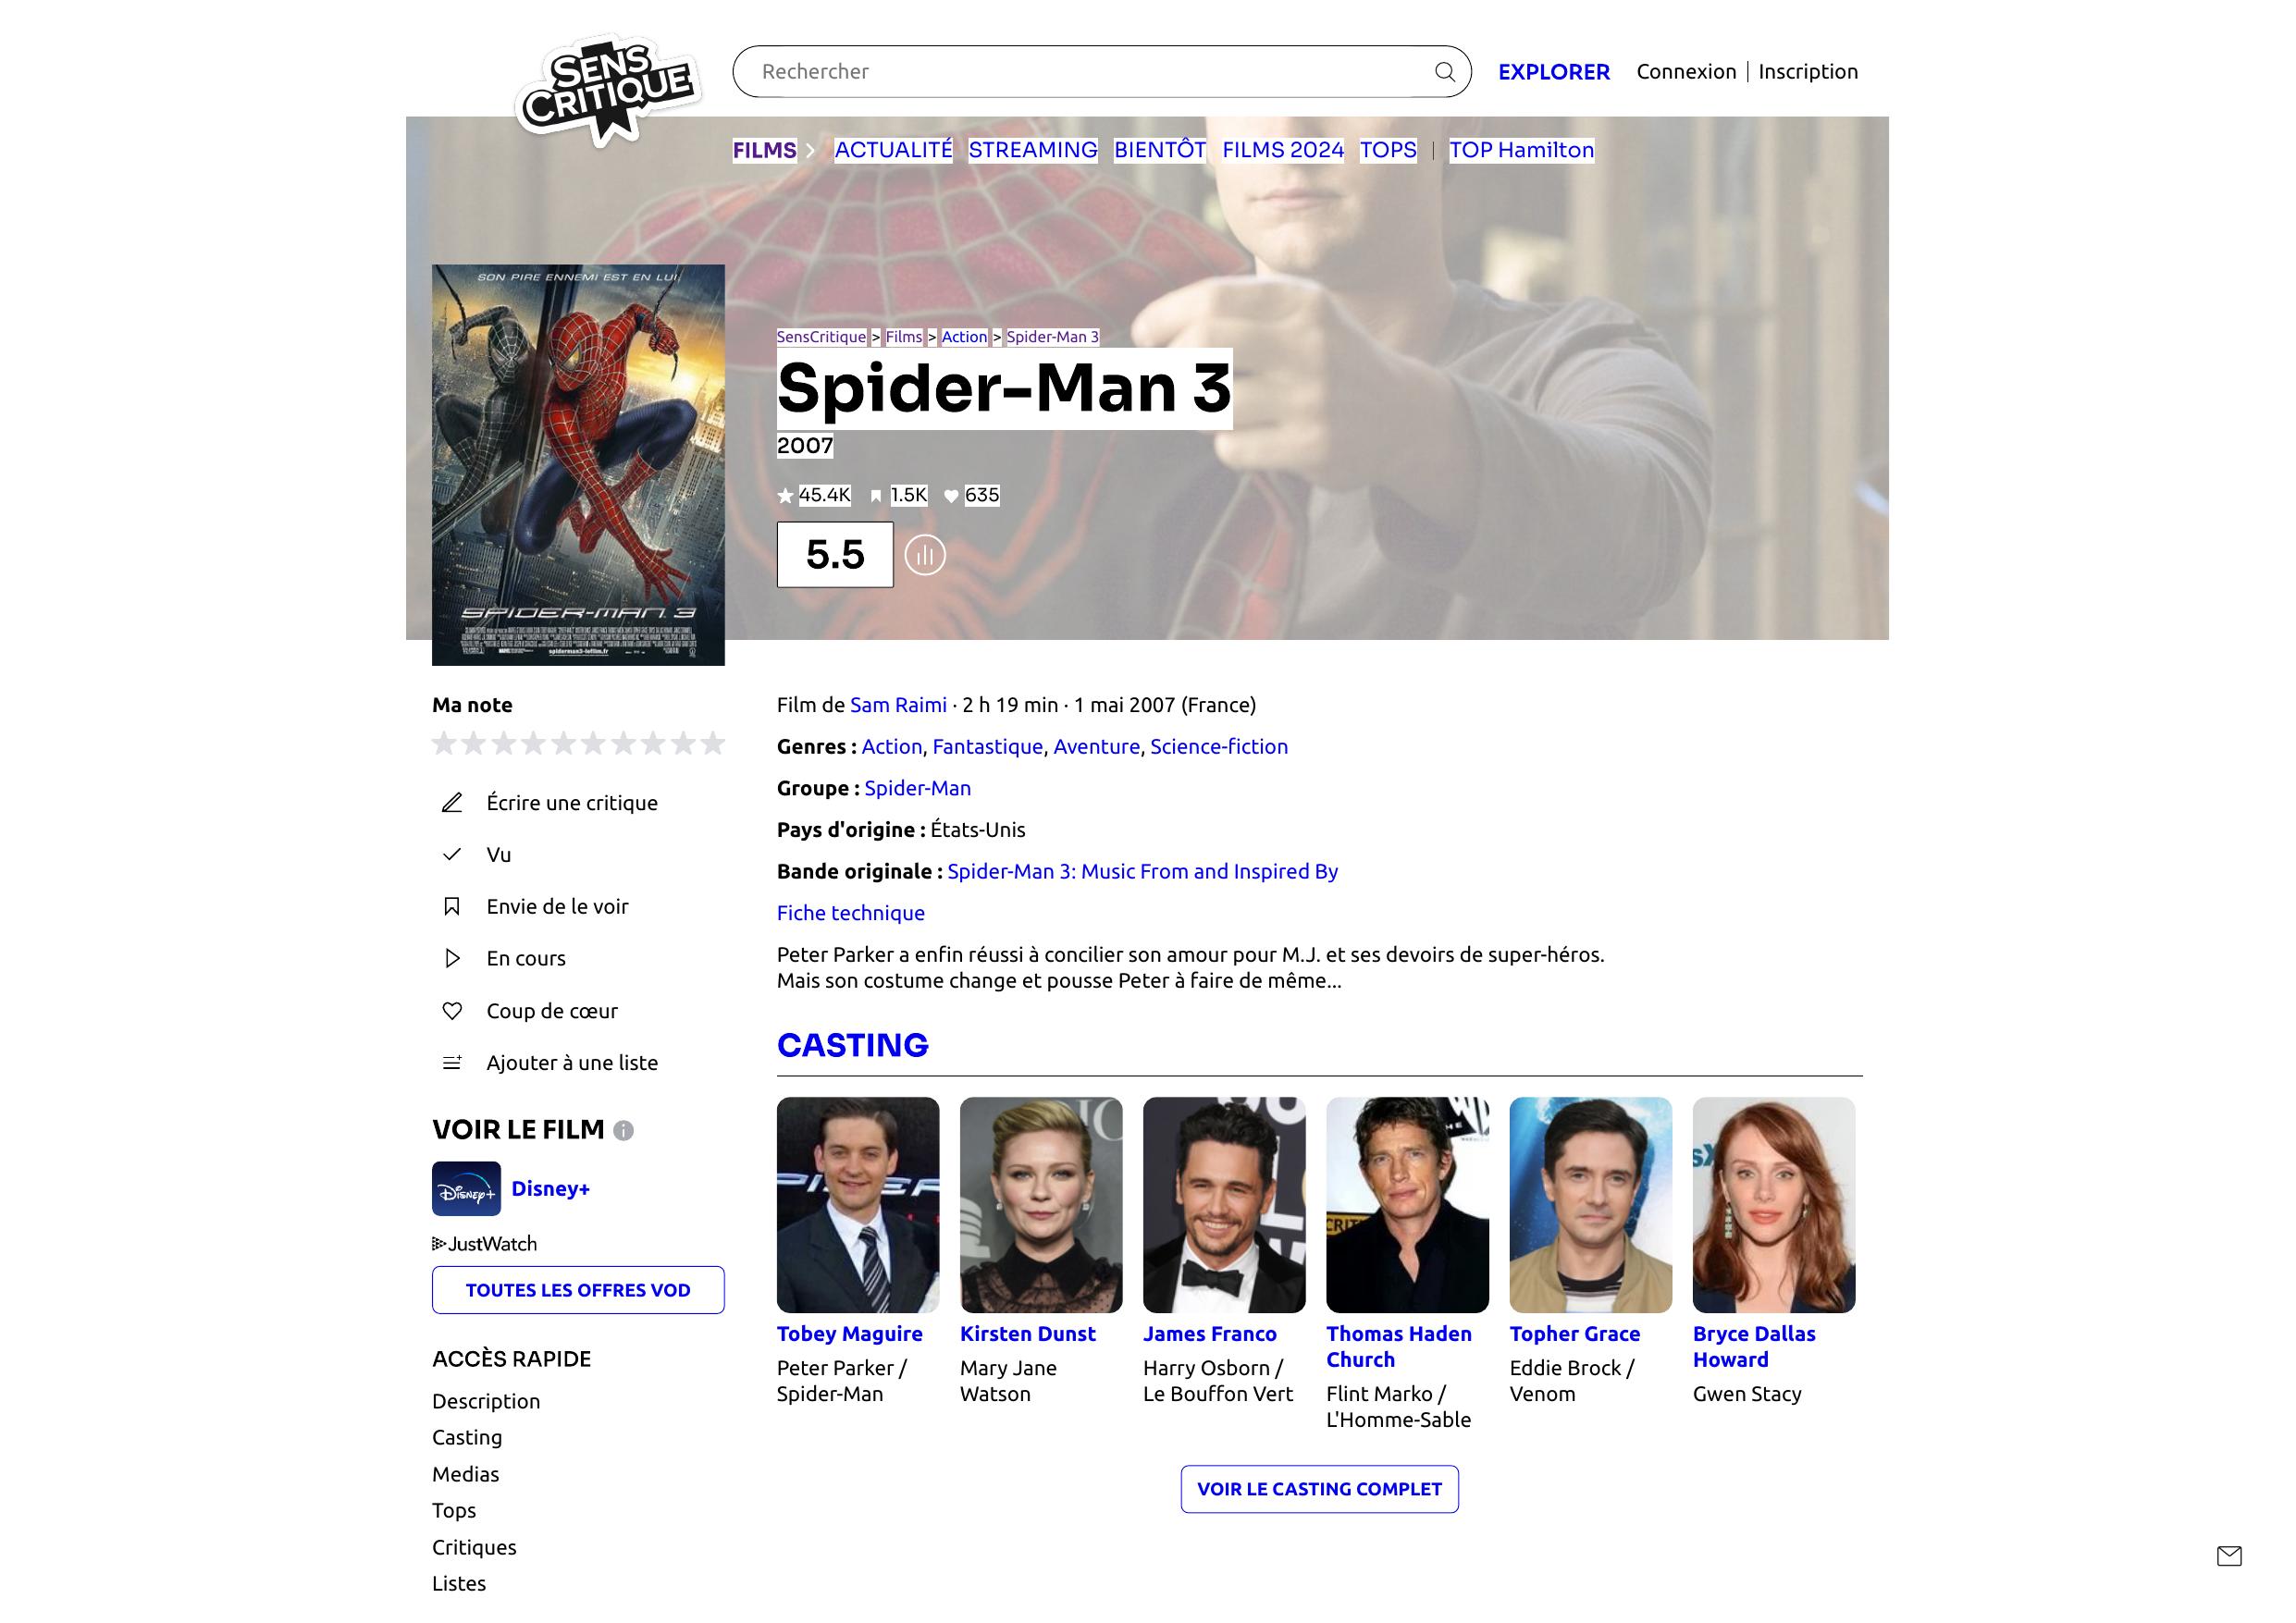 SENS
CRITIQUE
Rechercher
EXPLORER
Connexion
Inscription
FILMS
ACTUALITÉ
STREAMING
BIENTÔT
FILMS 2024
TOPS
TOP Hamilton
SON PIRE ENNEMI EST EN LUI.
SPIDER-MAN 3
spiderman3-lefilm.fr
SensCritique > Films > Action > Spider-Man 3
Spider-Man 3
2007
45.4K
1.5K
635
5.5
Ma note
Écrire une critique
Vu
Envie de le voir
En cours
Coup de cœur
Ajouter à une liste
VOIR LE FILM
Disney+
Disney+
JustWatch
TOUTES LES OFFRES VOD
ACCÈS RAPIDE
Description
Casting
Medias
Tops
Critiques
Listes
Film de Sam Raimi · 2 h 19 min · 1 mai 2007 (France)
Genres : Action, Fantastique, Aventure, Science-fiction
Groupe : Spider-Man
Pays d'origine : États-Unis
Bande originale : Spider-Man 3: Music From and Inspired By
Fiche technique
Peter Parker a enfin réussi à concilier son amour pour M.J. et ses devoirs de super-héros.
Mais son costume change et pousse Peter à faire de même...
CASTING
Tobey Maguire
Peter Parker /
Spider-Man
Kirsten Dunst
Mary Jane
Watson
James Franco
Harry Osborn /
Le Bouffon Vert
Thomas Haden
Church
Flint Marko /
L'Homme-Sable
Topher Grace
Eddie Brock /
Venom
Bryce Dallas
Howard
Gwen Stacy
VOIR LE CASTING COMPLET